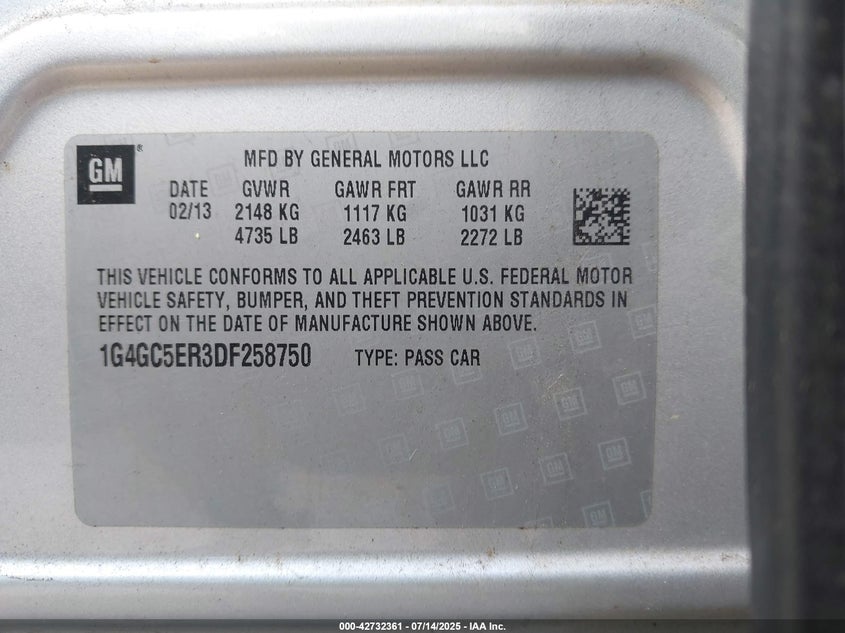 GM ®
MFD BY GENERAL MOTORS LLC
DATE GVWR GAWR FRT GAWR RR
02/13 2148 KG 1117 KG 1031 KG
4735 LB 2463 LB 2272 LB
THIS VEHICLE CONFORMS TO ALL APPLICABLE U.S. FEDERAL MOTOR
VEHICLE SAFETY, BUMPER, AND THEFT PREVENTION STANDARDS IN
EFFECT ON THE DATE OF MANUFACTURE SHOWN ABOVE.
1G4GC5ER3DF258750 TYPE: PASS CAR
000-42732361 - 07/14/2025 - IAA Inc.